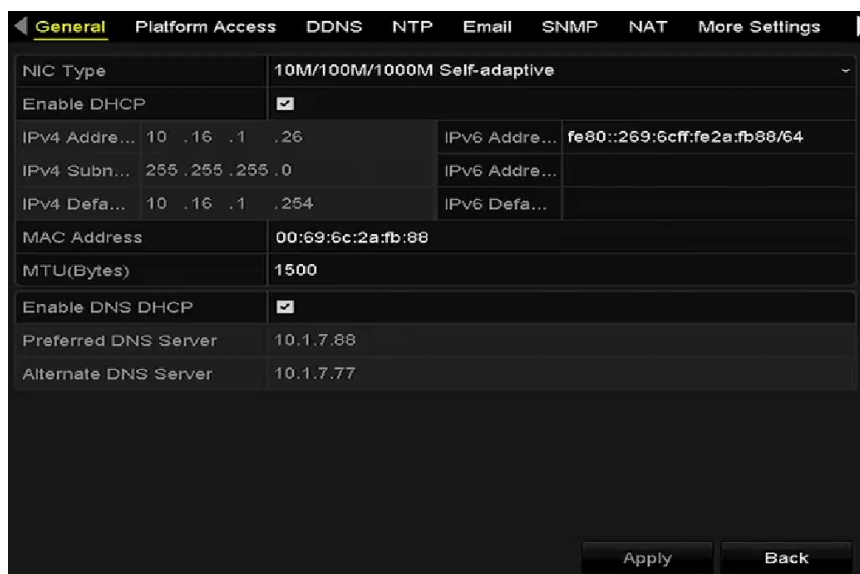 General Platform Access DDNS NTP Email SNMP NAT More Settings
NIC Type 10M/100M/1000M Self-adaptive
Enable DHCP
IPv4 Addre... 10 .16 .1 .26 IPv6 Addre... fe80::269:6cff:fe2a:fb88/64
IPv4 Subn... 255.255.255.0 IPv6 Addre...
IPv4 Defa... 10 .16 .1 .254 IPv6 Defa...
MAC Address 00:69:6c:2a:fb:88
MTU(Bytes) 1500
Enable DNS DHCP
Preferred DNS Server 10.1.7.88
Alternate DNS Server 10.1.7.77
Apply Back